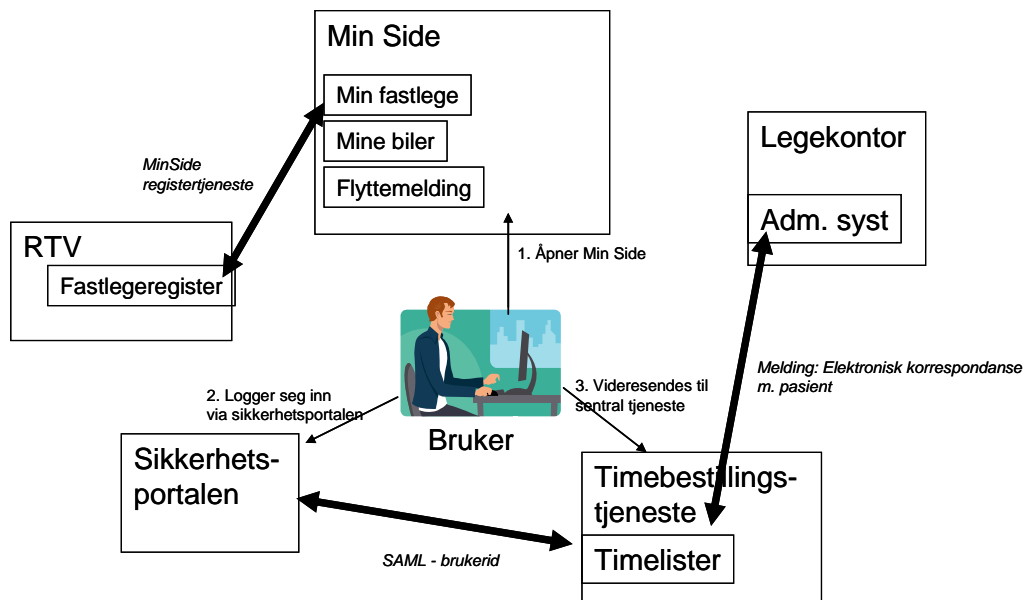 Min Side
Min fastlege
Mine biler
Flyttemelding
Legekontor
Adm. syst
MinSide
registertjeneste
RTV
Fastlegeregister
1. Åpner Min Side
2. Logger seg inn
via sikkerhetsportalen
3. Videresendes til
sentral tjeneste
Melding: Elektronisk korrespondanse
m. pasient
Bruker
Sikkerhets-
portalen
Timebestillings-
tjeneste
Timelister
SAML - brukerid